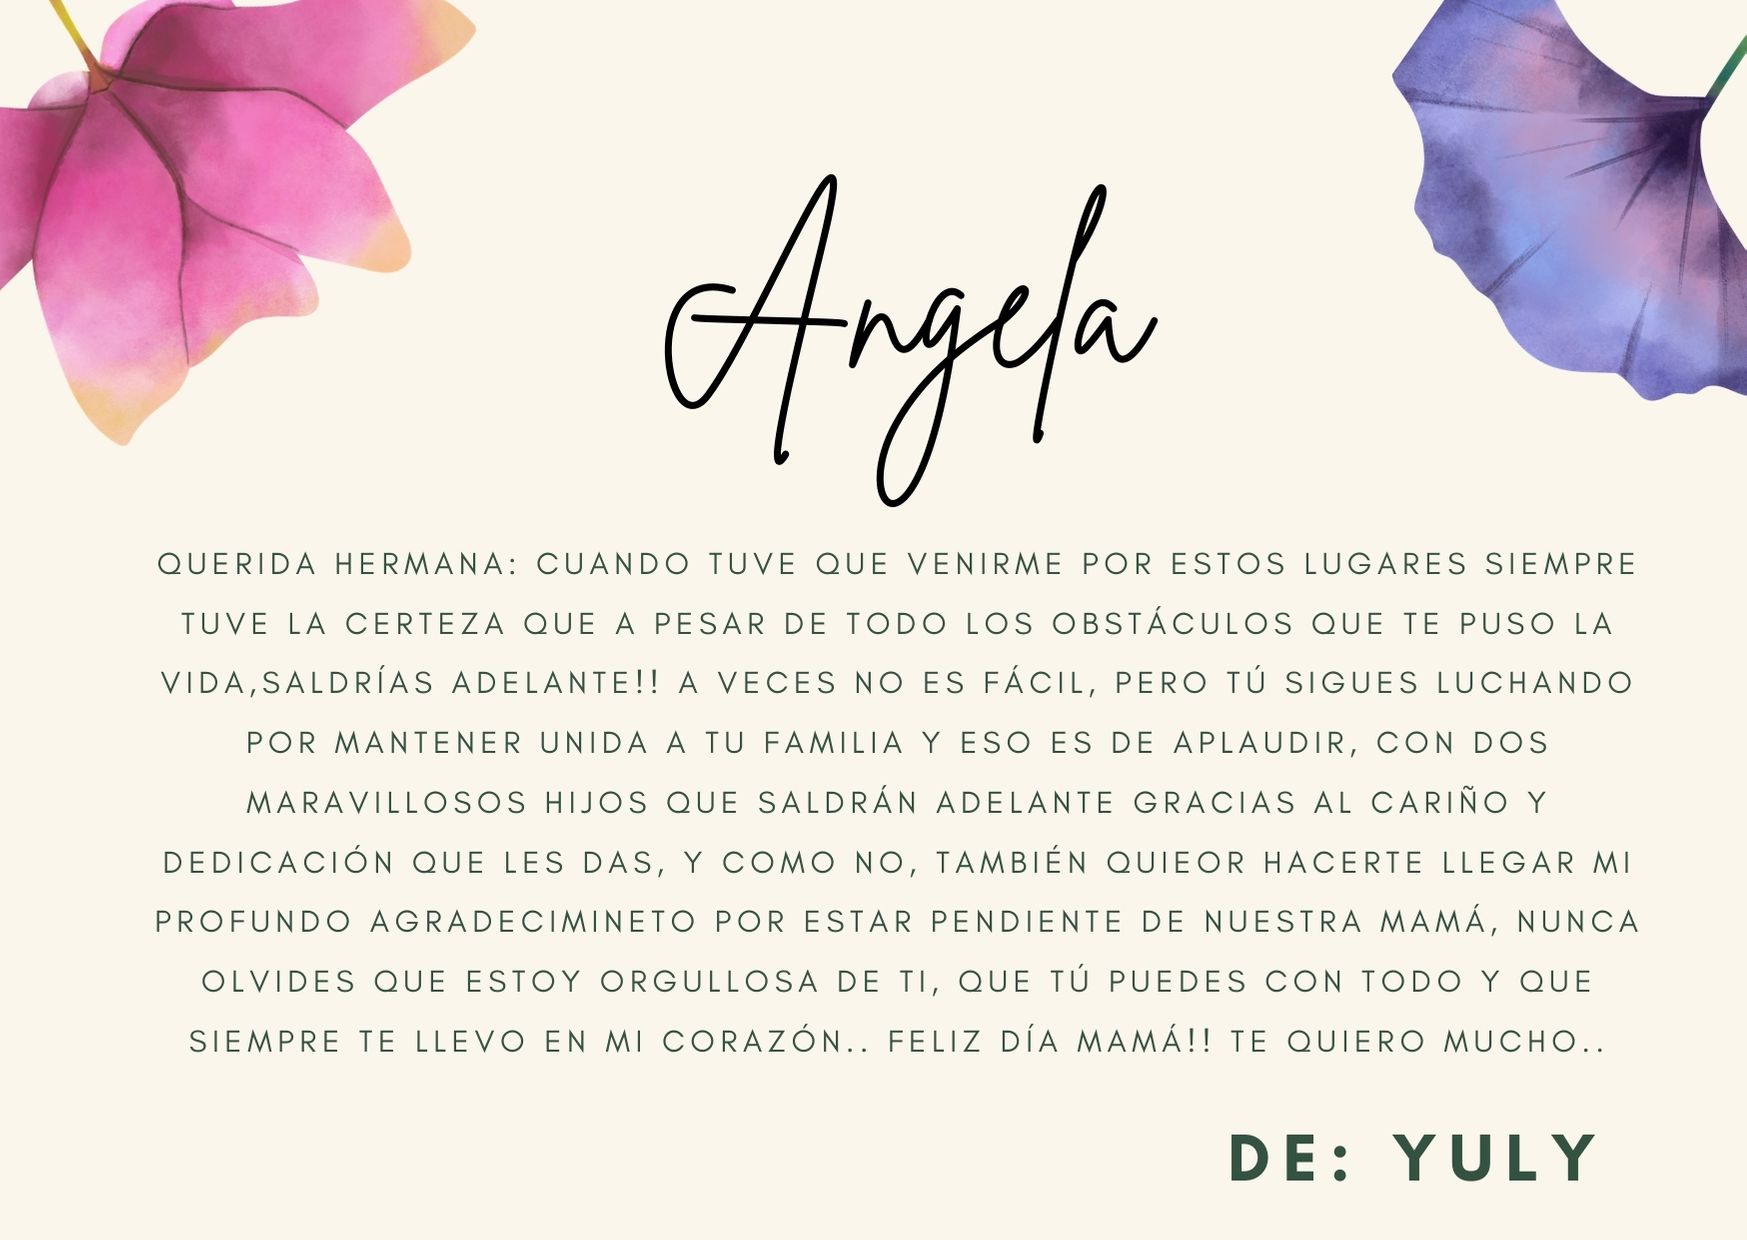 Angela
QUERIDA HERMANA: CUANDO TUVE QUE VENIRME POR ESTOS LUGARES SIEMPRE
TUVE LA CERTEZA QUE A PESAR DE TODO LOS OBSTÁCULOS QUE TE PUSO LA
VIDA,SALDRÍAS ADELANTE!! A VECES NO ES FÁCIL, PERO TÚ SIGUES LUCHANDO
POR MANTENER UNIDA A TU FAMILIA Y ESO ES DE APLAUDIR, CON DOS
MARAVILLOSOS HIJOS QUE SALDRÁN ADELANTE GRACIAS AL CARIÑO Y
DEDICACIÓN QUE LES DAS, Y COMO NO, TAMBIÉN QUIEOR HACERTE LLEGAR MI
PROFUNDO AGRADECIMINETO POR ESTAR PENDIENTE DE NUESTRA MAMÁ, NUNCA
OLVIDES QUE ESTOY ORGULLOSA DE TI, QUE TÚ PUEDES CON TODO Y QUE
SIEMPRE TE LLEVO EN MI CORAZÓN.. FELIZ DÍA MAMÁ!! TE QUIERO MUCHO..
DE: YULY